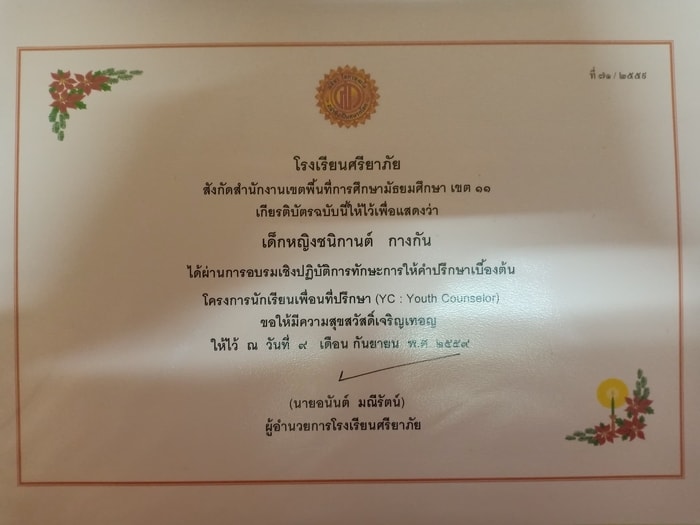 ที่ ๗๑ / ๒๕๕๙
โรงเรียนศรียาภัย
สังกัดสำนักงานเขตพื้นที่การศึกษามัธยมศึกษา เขต ๑๑
เกียรติบัตรฉบับนี้ให้ไว้เพื่อแสดงว่า
เด็กหญิงชนิกานต์ กางกัน
ได้ผ่านการอบรมเชิงปฏิบัติการทักษะการให้คำปรึกษาเบื้องต้น
โครงการนักเรียนเพื่อนที่ปรึกษา (YC : Youth Counselor)
ขอให้มีความสุขสวัสดิ์เจริญเทอญ
ให้ไว้ ณ วันที่ ๙ เดือน กันยายน พ.ศ. ๒๕๕๙
(นายอนันต์ มณีรัตน์)
ผู้อำนวยการโรงเรียนศรียาภัย